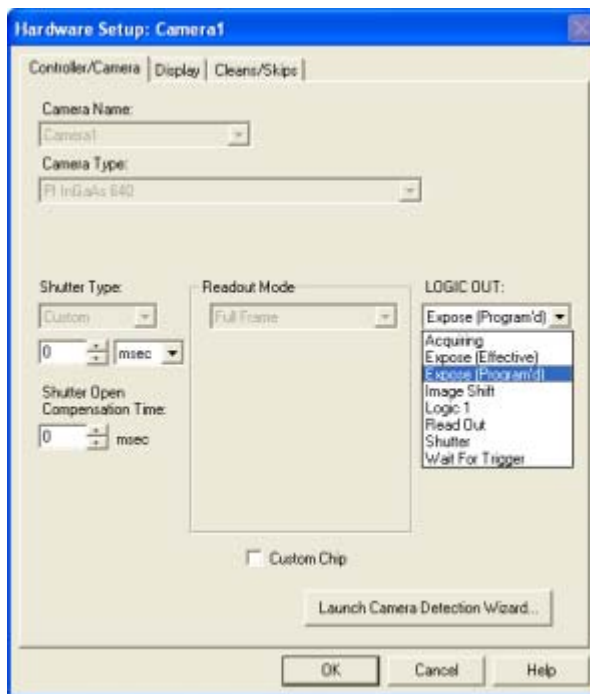 Hardware Setup: Camera1
Controller/Camera Display Cleans/Skips
Camera Name:
Camera1
Camera Type:
PI InGaAs 640
Shutter Type:
Custom
0 msec
Shutter Open
Compensation Time:
0 msec
Readout Mode
Full Frame
LOGIC OUT:
Expose (Program'd)
Acquiring
Expose (Effective)
Expose (Program'd)
Image Shift
Logic 1
Read Out
Shutter
Wait For Trigger
Custom Chip
Launch Camera Detection Wizard...
OK Cancel Help